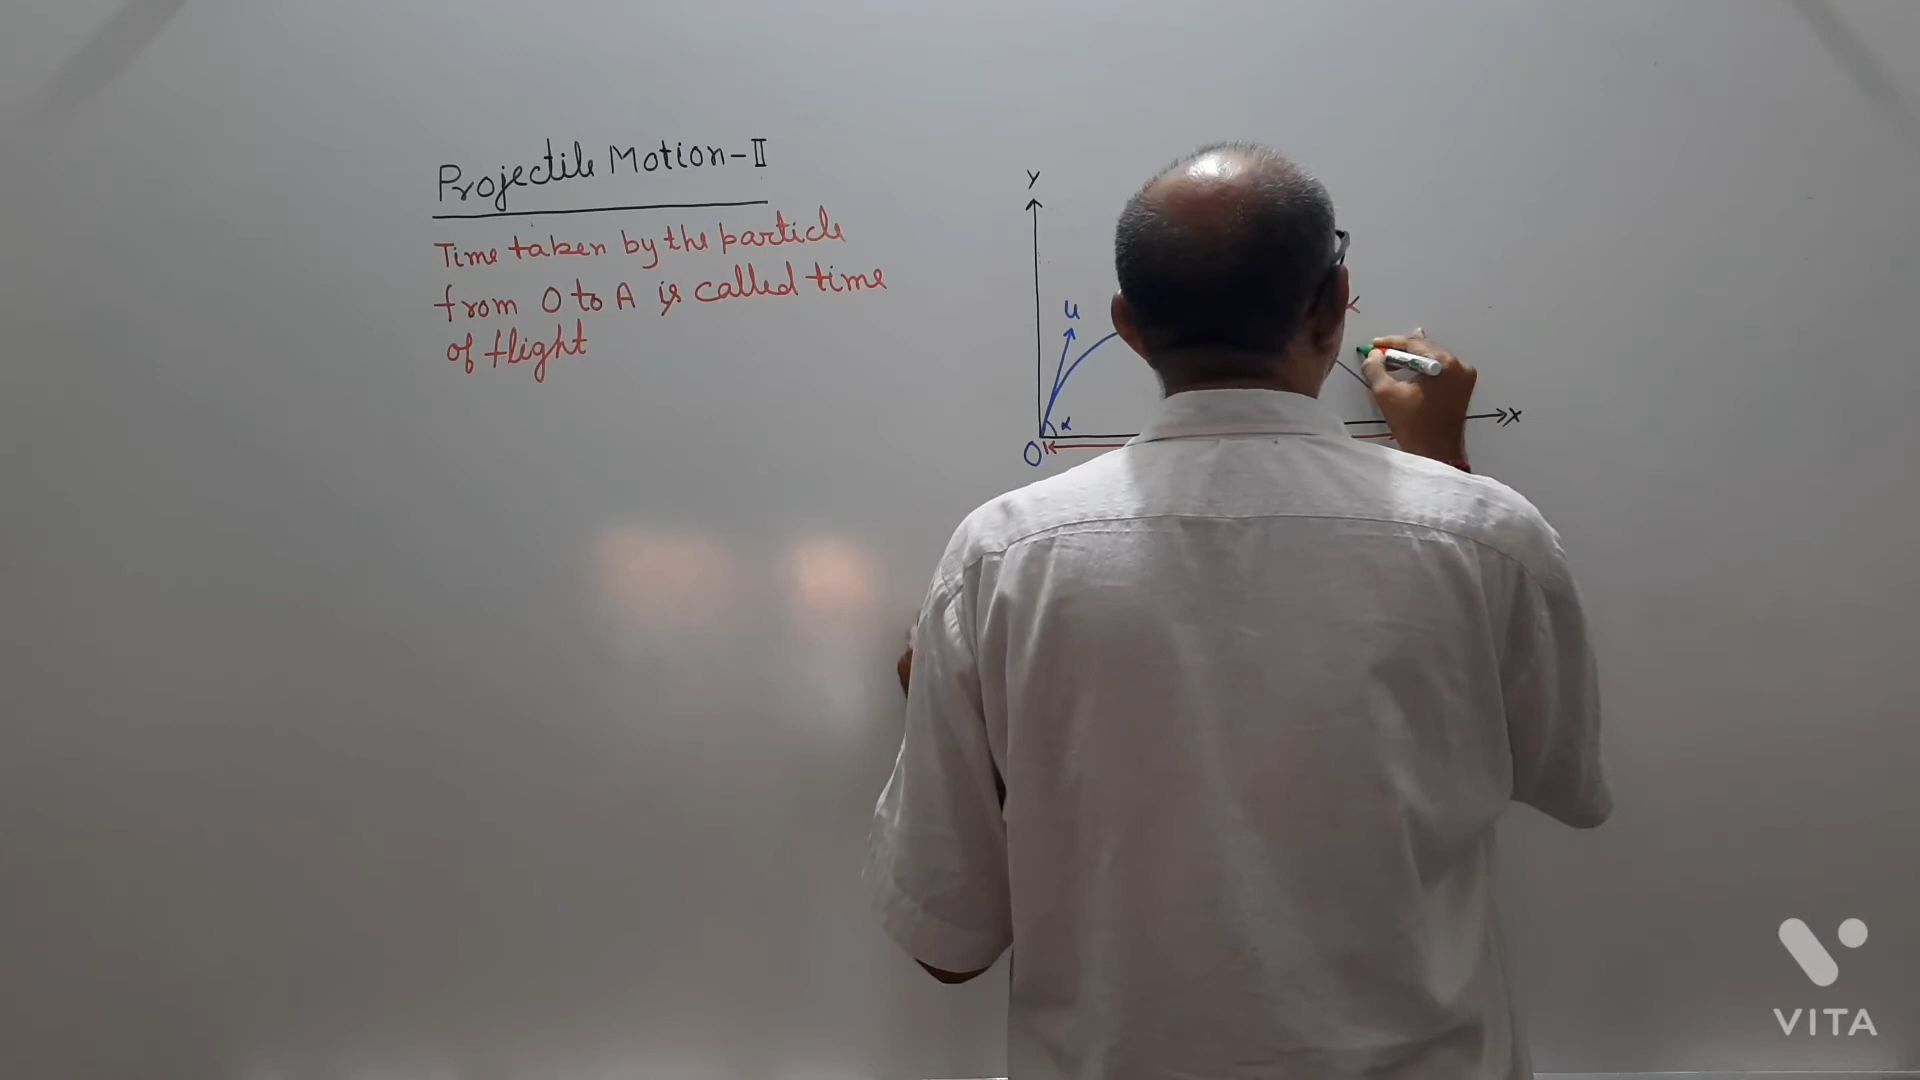 Projectile Motion-II
Time taken by the particle
from O to A is called time
of flight
Y
u
α
X
O
VITA